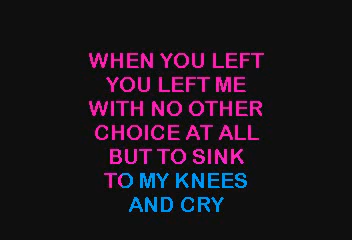 WHEN YOU LEFT
YOU LEFT ME
WITH NO OTHER
CHOICE AT ALL
BUT TO SINK
TO MY KNEES
AND CRY